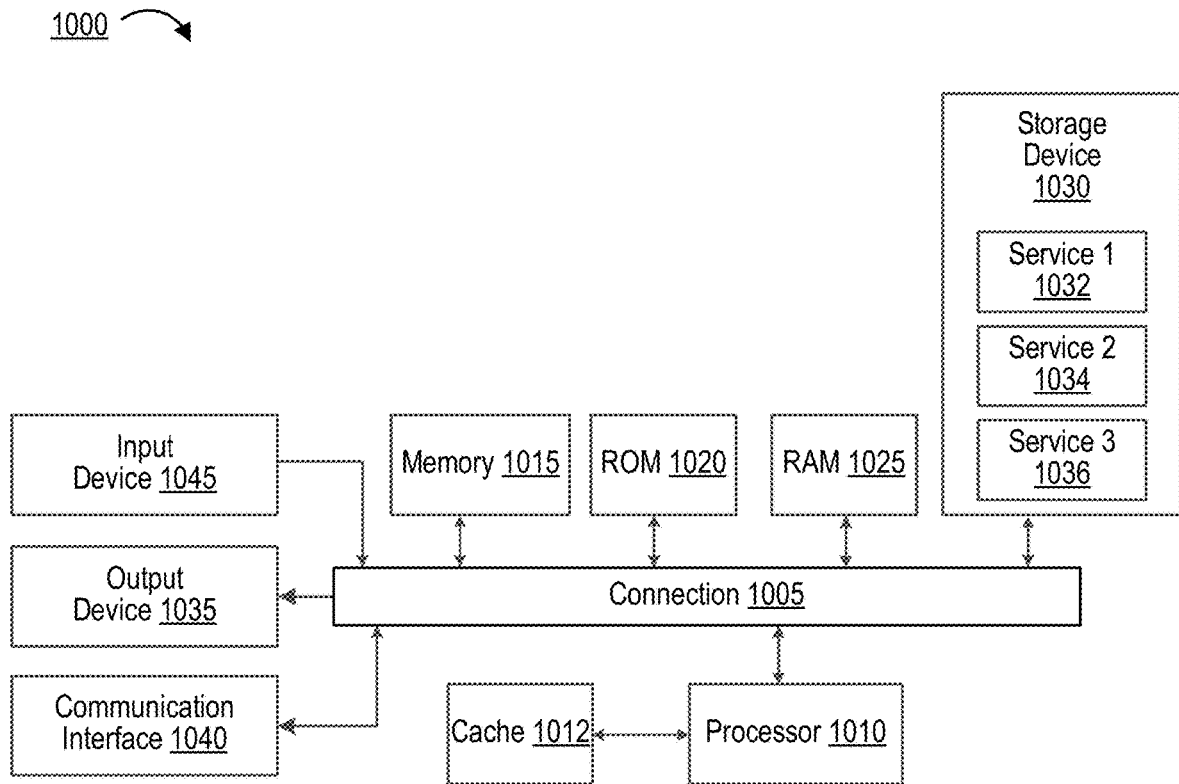 1000
Storage
Device
1030
Service 1
1032
Service 2
1034
Service 3
1036
Input
Device 1045
Memory 1015
ROM 1020
RAM 1025
Output
Device 1035
Connection 1005
Communication
Interface 1040
Cache 1012
Processor 1010